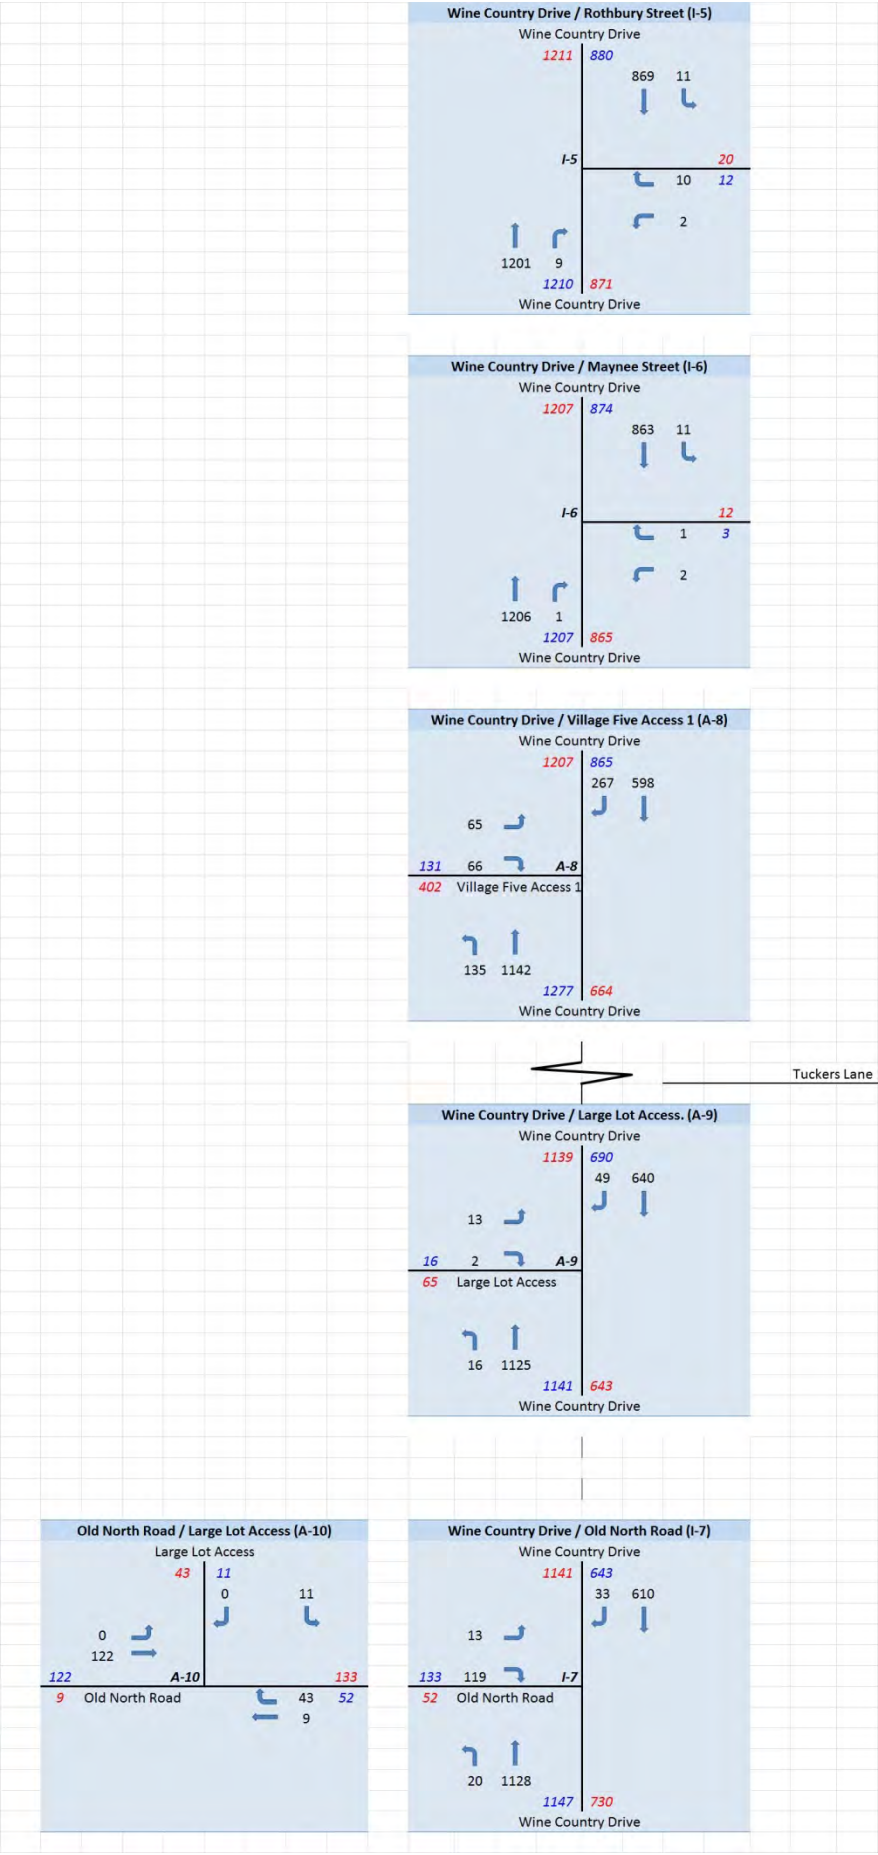 Wine Country Drive / Rothbury Street (I-5)
Wine Country Drive
1211 880
869 11
I-5 20
10 12
2
1201 9
1210 871
Wine Country Drive
Wine Country Drive / Maynee Street (I-6)
Wine Country Drive
1207 874
863 11
I-6 12
1 3
2
1206 1
1207 865
Wine Country Drive
Wine Country Drive / Village Five Access 1 (A-8)
Wine Country Drive
1207 865
267 598
65
131 66 A-8
402 Village Five Access 1
135 1142
1277 664
Wine Country Drive
Tuckers Lane
Wine Country Drive / Large Lot Access. (A-9)
Wine Country Drive
1139 690
49 640
13
16 2 A-9
65 Large Lot Access
16 1125
1141 643
Wine Country Drive
Old North Road / Large Lot Access (A-10)
Large Lot Access
43 11
0 11
0
122
122 A-10 133
9 Old North Road 43 52
9
Wine Country Drive / Old North Road (I-7)
Wine Country Drive
1141 643
33 610
13
133 119 I-7
52 Old North Road
20 1128
1147 730
Wine Country Drive